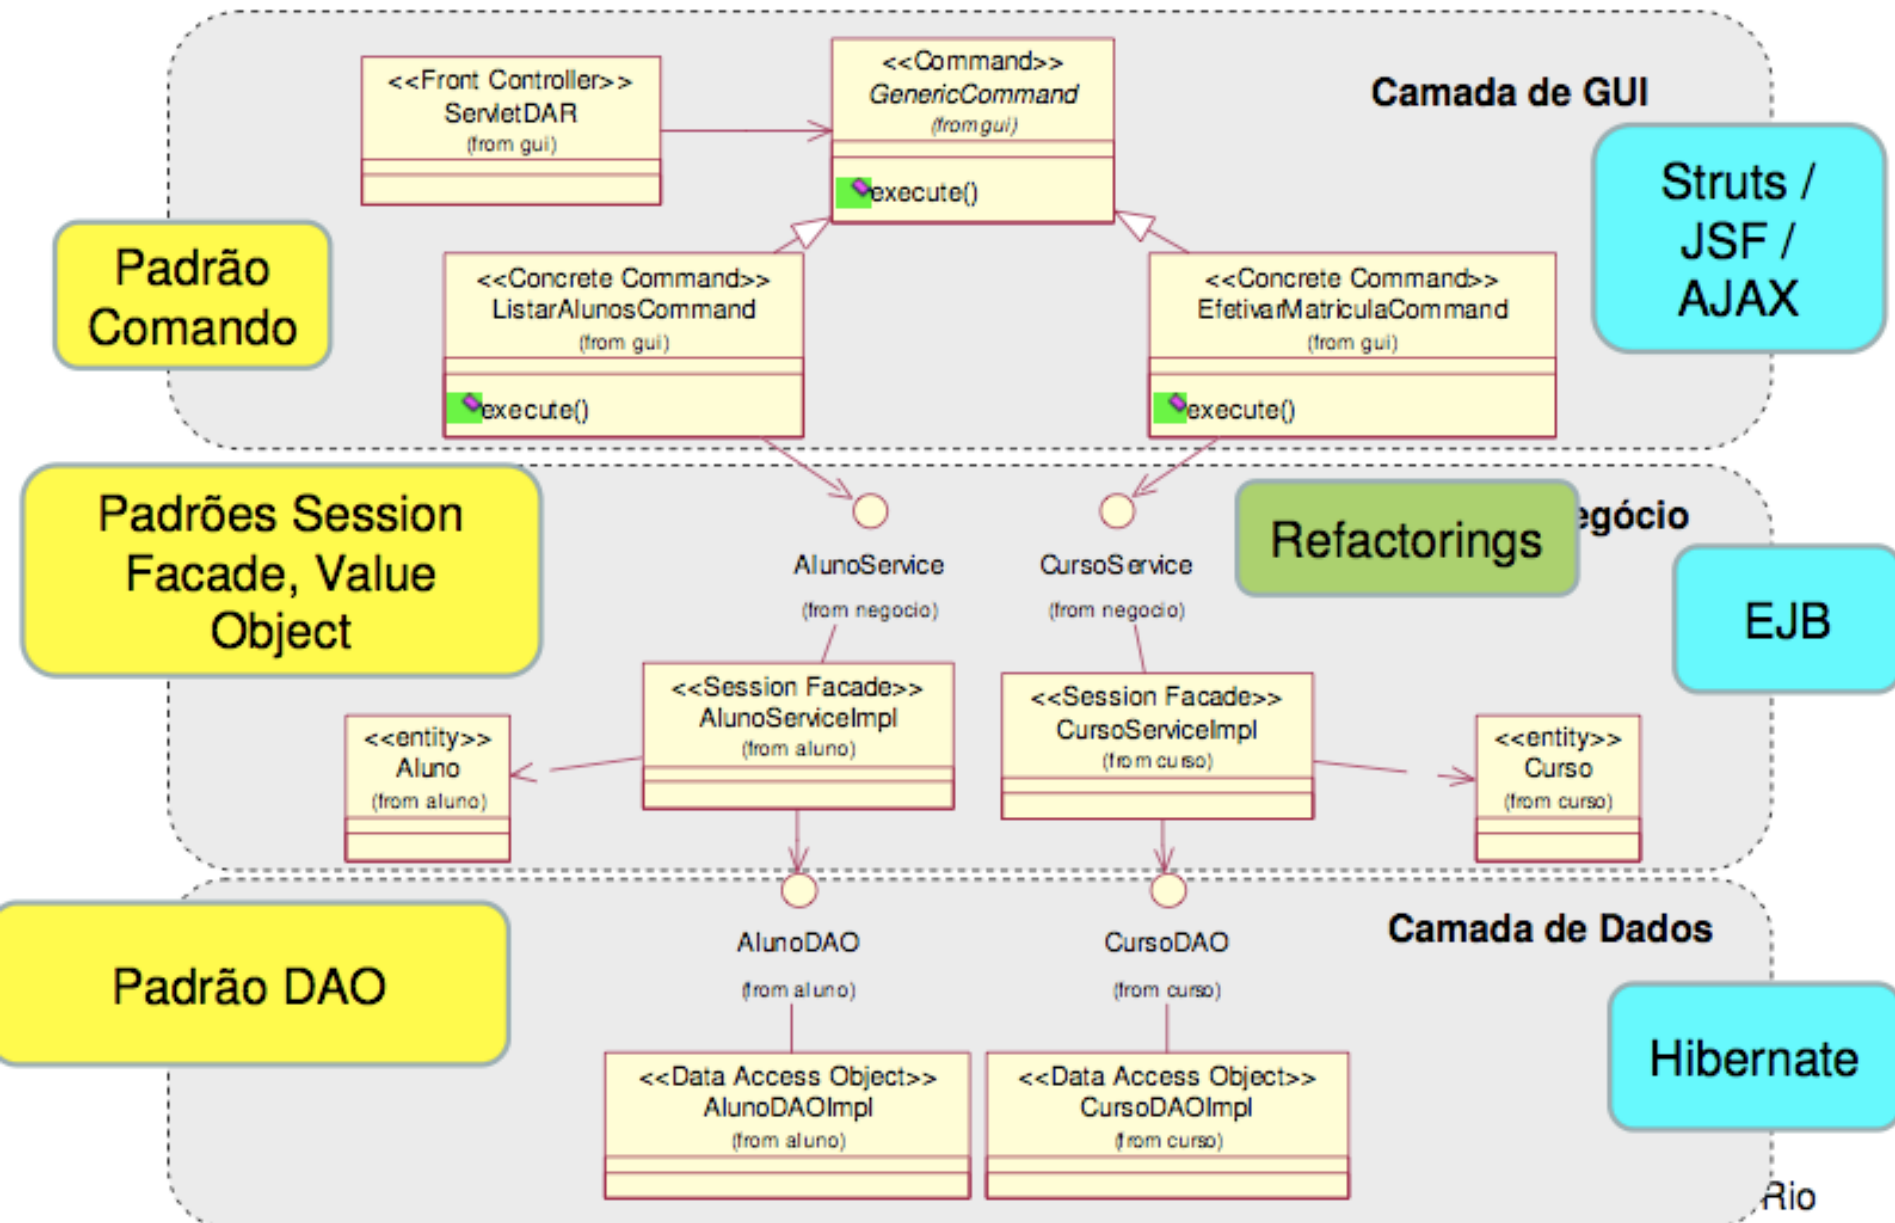 <<Front Controller>>
ServletDAR
(from gui)
<<Command>>
GenericCommand
(from gui)
execute()
Camada de GUI
Struts /
JSF /
AJAX
Padrão
Comando
<<Concrete Command>>
ListarAlunosCommand
(from gui)
execute()
<<Concrete Command>>
EfetivarMatriculaCommand
(from gui)
execute()
Padrões Session
Facade, Value
Object
AlunoService
(from negocio)
CursoService
(from negocio)
Refactorings
egócio
EJB
<<entity>>
Aluno
(from aluno)
<<Session Facade>>
AlunoServiceImpl
(from aluno)
<<Session Facade>>
CursoServiceImpl
(from curso)
<<entity>>
Curso
(from curso)
Padrão DAO
AlunoDAO
(from aluno)
CursoDAO
(from curso)
Camada de Dados
Hibernate
<<Data Access Object>>
AlunoDAOImpl
(from aluno)
<<Data Access Object>>
CursoDAOImpl
(from curso)
Rio